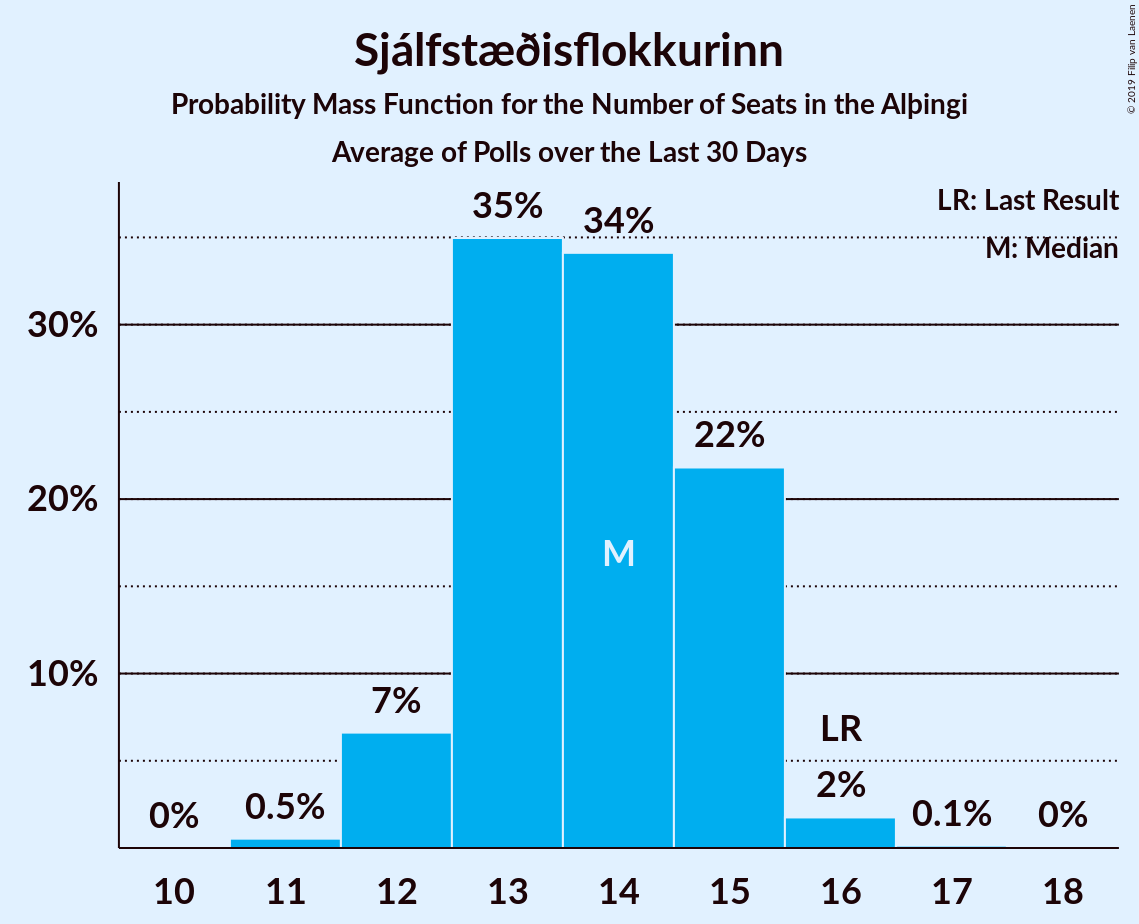 Sjálfstæðisflokkurinn
Probability Mass Function for the Number of Seats in the Alþingi
Average of Polls over the Last 30 Days
© 2019 Filip van Laenen
LR: Last Result
M: Median
35%
34%
30%
22%
20%
M
10%
7%
LR
2%
0%
0.5%
0.1%
0%
10 11 12 13 14 15 16 17 18